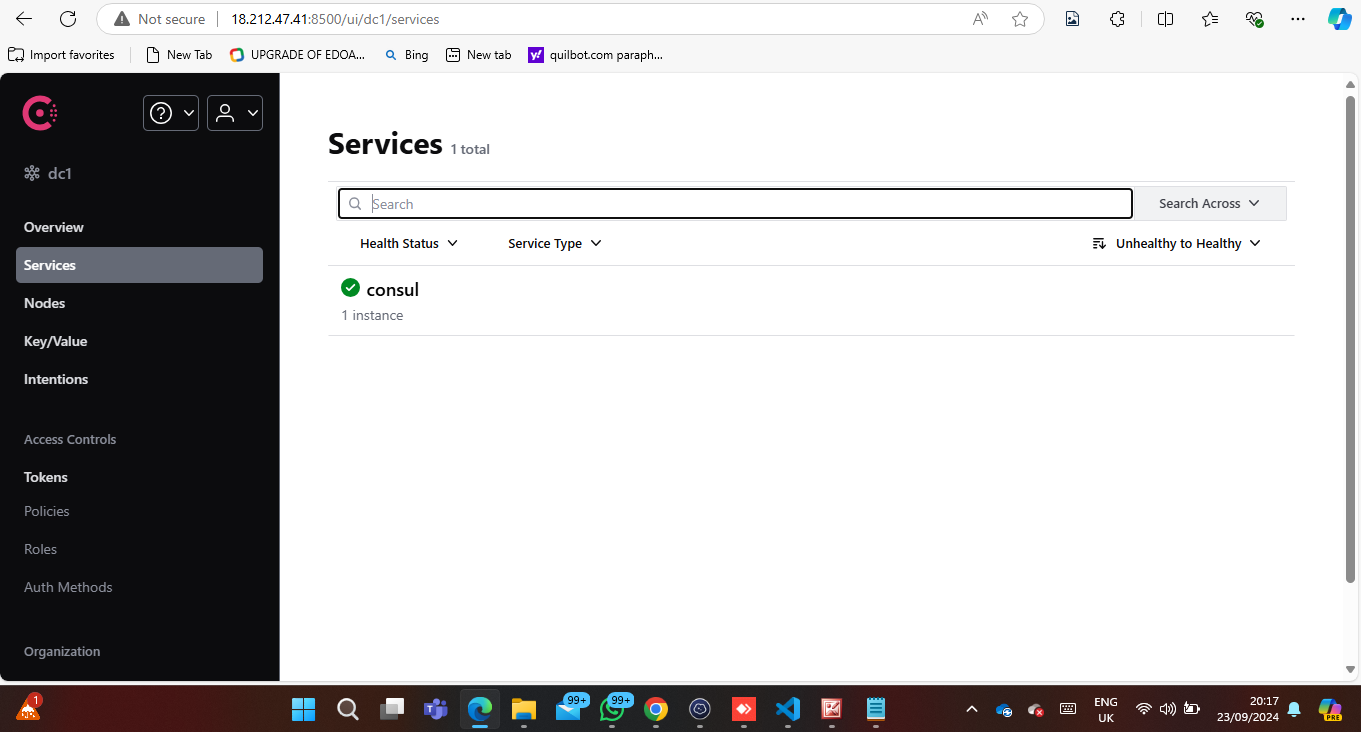 Not secure
18.212.47.41:8500/ui/dc1/services
Import favorites
New Tab
UPGRADE OF EDOA...
Bing
New tab
y!
quilbot.com paraph...
dc1
Overview
Services
Nodes
Key/Value
Intentions
Access Controls
Tokens
Policies
Roles
Auth Methods
Organization
Services 1 total
Search
Search Across
Health Status
Service Type
Unhealthy to Healthy
consul
1 instance
1
99+
99+
ENG
UK
20:17
23/09/2024
PRE